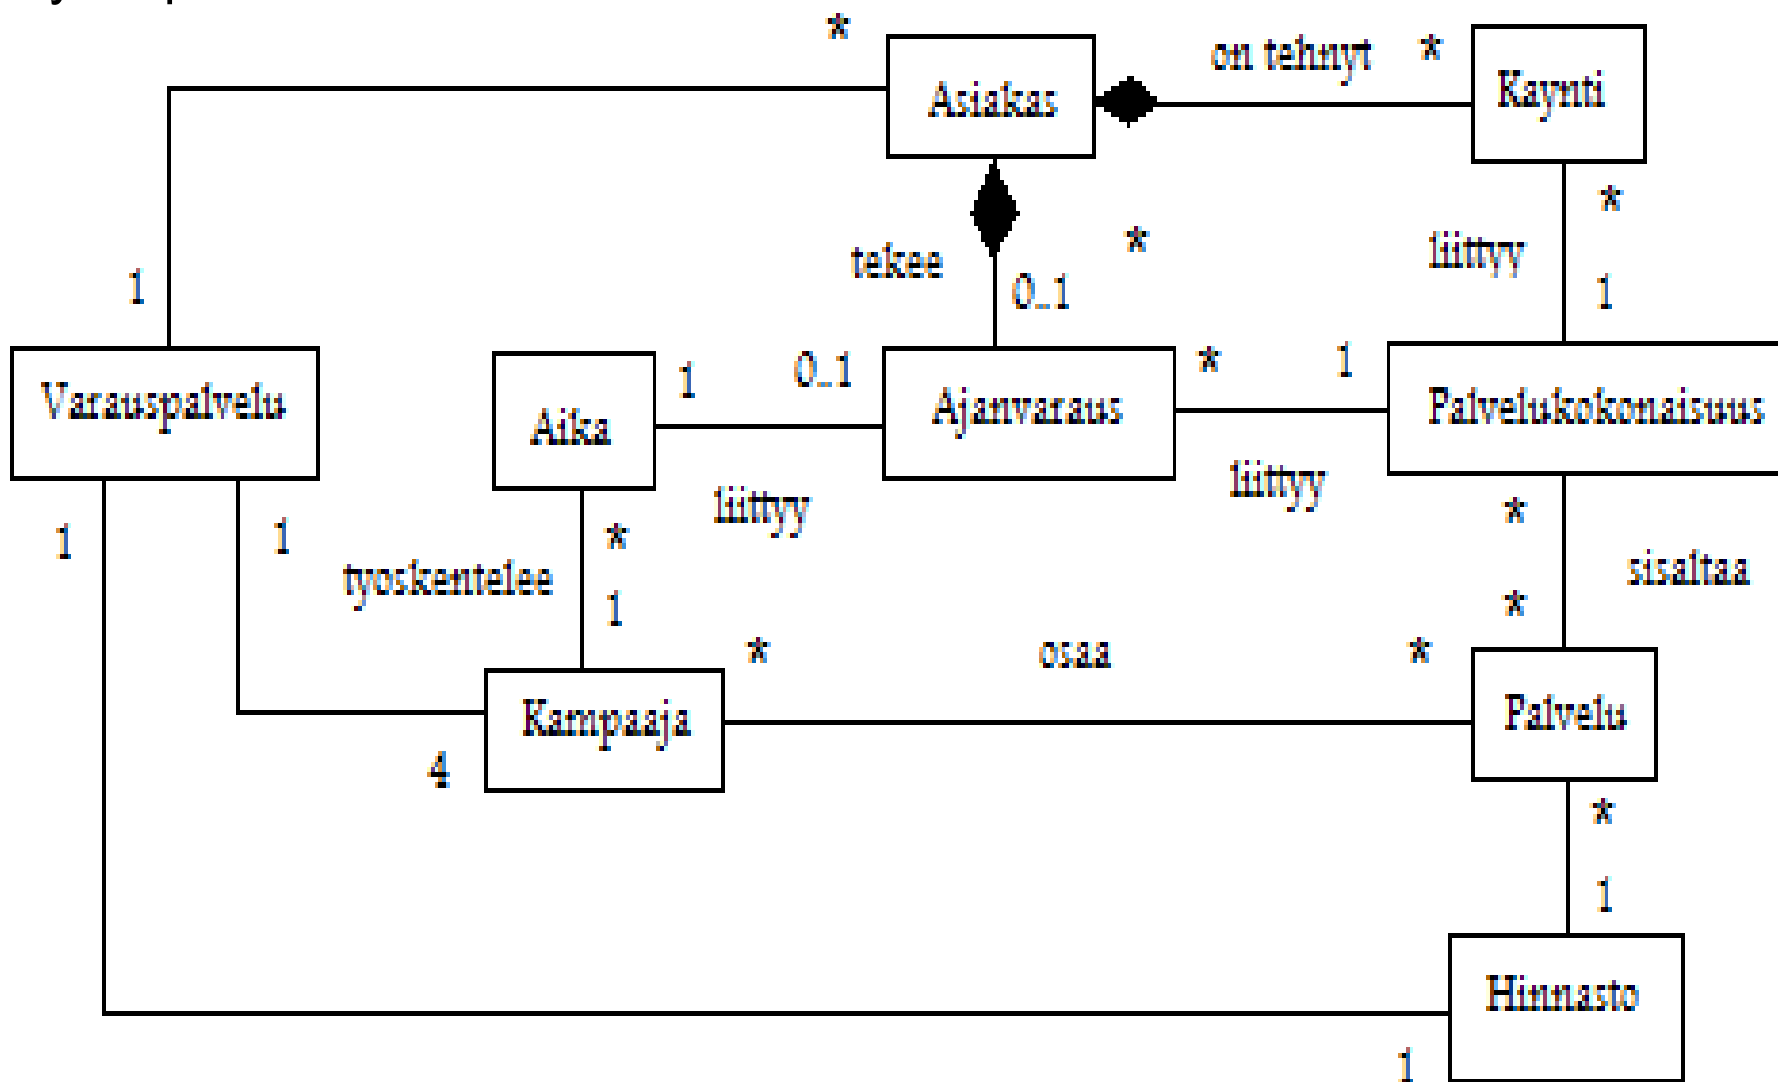 *
Asiakas
on tehnyt
*
Kaynti
*
tekee
*
liittyy
1
0..1
1
Varauspalvelu
Aika
1
0..1
Ajanvaraus
*
1
Palvelukokonaisuus
liittyy
liittyy
*
1
1
tyoskentelee
*
sisaltaa
1
*
osaa
*
*
Kampaaja
Palvelu
4
*
1
Hinnasto
1